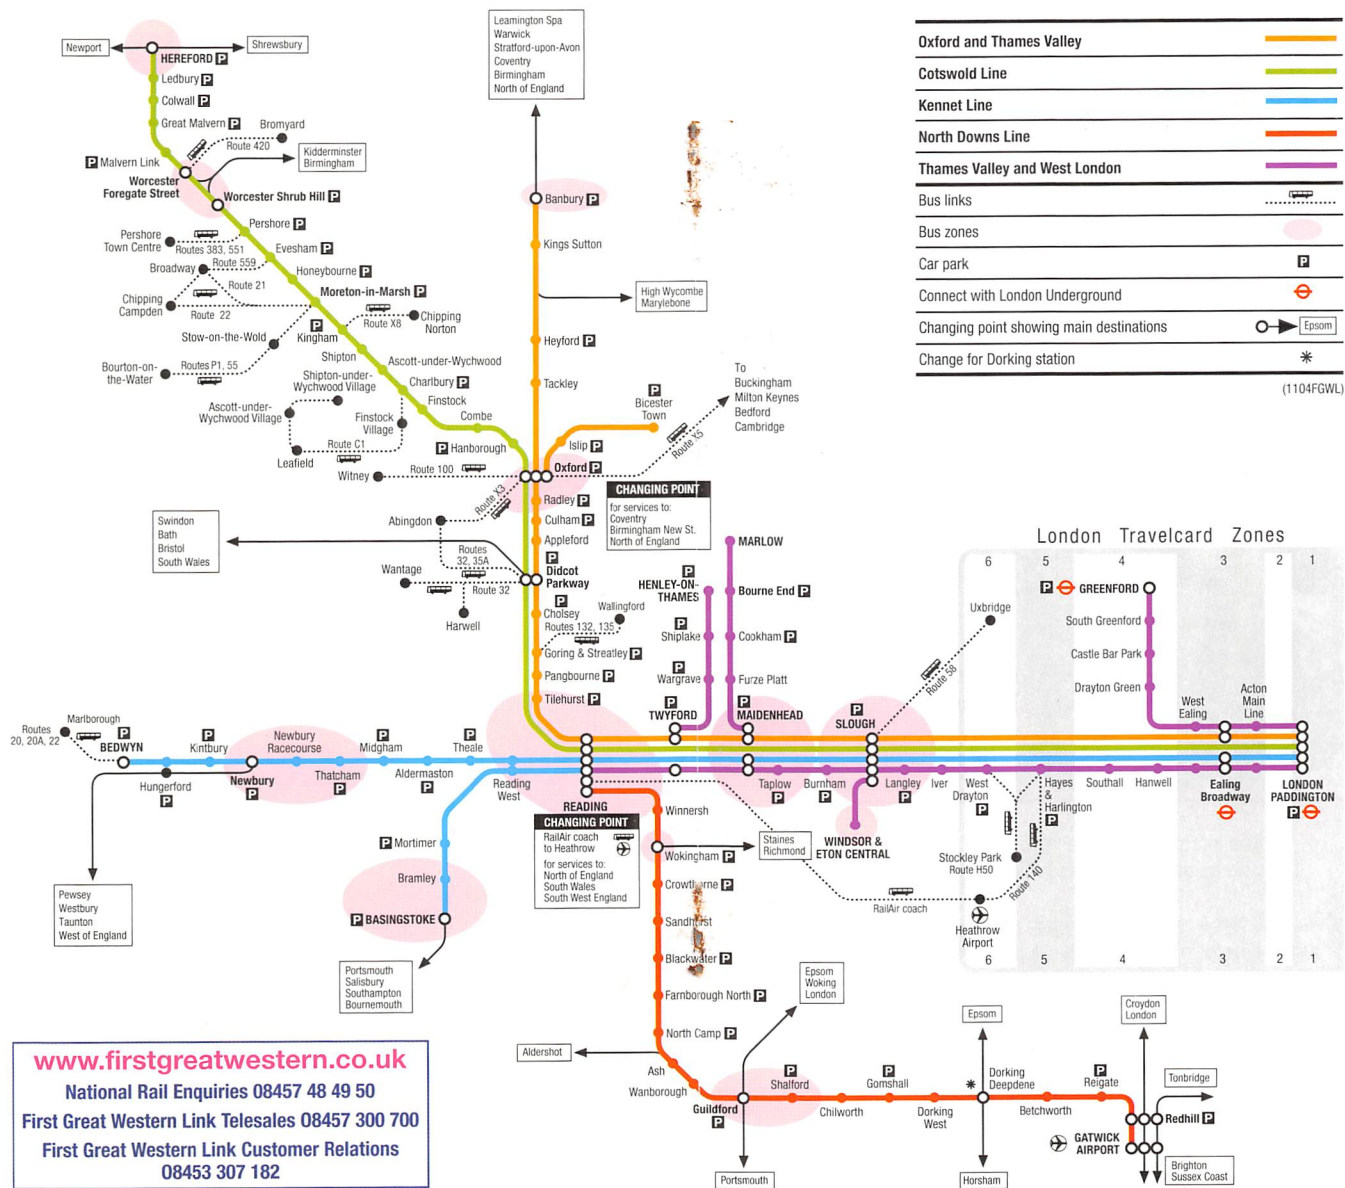 Newport
Shrewsbury
HEREFORD P
Ledbury P
Colwall P
Great Malvern P
Bromyard
Route 420
P Malvern Link
Kidderminster
Birmingham
Worcester
Foregate Street
Worcester Shrub Hill P
Pershore P
Pershore
Town Centre
Routes 383, 551
Evesham P
Broadway
Route 559
Honeybourne P
Route 21
Moreton-in-Marsh P
Chipping
Campden
Route 22
P
Kingham
Route X8
Chipping
Norton
Stow-on-the-Wold
Shipton
Bourton-on-
the-Water
Routes P1, 55
Ascott-under-Wychwood
Shipton-under-
Wychwood Village
Charlbury P
Finstock
Ascott-under-
Wychwood Village
Finstock
Village
Combe
Route C1
Leafield
P Hanborough
Witney
Route 100
Leamington Spa
Warwick
Stratford-upon-Avon
Coventry
Birmingham
North of England
Banbury P
Kings Sutton
High Wycombe
Marylebone
Heyford P
Tackley
P
Bicester
Town
To
Buckingham
Milton Keynes
Bedford
Cambridge
Islip P
Route X5
Oxford P
Route X3
Radley P
Culham P
Appleford
CHANGING POINT
for services to:
Coventry
Birmingham New St.
North of England
Abingdon
Swindon
Bath
Bristol
South Wales
Routes
32, 35A
P
Didcot
Parkway
Wantage
Route 32
Harwell
P
Cholsey
Wallingford
Routes 132, 135
Goring & Streatley P
Pangbourne P
Tilehurst P
Oxford and Thames Valley
Cotswold Line
Kennet Line
North Downs Line
Thames Valley and West London
Bus links
Bus zones
Car park P
Connect with London Underground
Changing point showing main destinations Epsom
Change for Dorking station *
(1104FGWL)
MARLOW
P
HENLEY-ON-
THAMES
Bourne End P
P
Shiplake
Cookham P
P
Wargrave
Furze Platt
P
TWYFORD
P
MAIDENHEAD
P
SLOUGH
Route 58
Uxbridge
London Travelcard Zones
6 5 4 3 2 1
P GREENFORD
South Greenford
Castle Bar Park
Drayton Green
West
Ealing
Acton
Main
Line
Routes
20, 20A, 22
Marlborough
P
BEDWYN
P
Kintbury
Newbury
Racecourse
P
Midgham
P
Theale
Hungerford
P
Newbury
P
Thatcham
P
Aldermaston
P
Reading
West
READING
Taplow
P
Burnham
P
Langley
P
Iver
West
Drayton
P
Hayes
&
Harlington
P
Southall
Hanwell
Ealing
Broadway
LONDON
PADDINGTON
P
WINDSOR &
ETON CENTRAL
Stockley Park
Route H50
Route 140
RailAir coach
Heathrow
Airport
6 5 4 3 2 1
CHANGING POINT
RailAir coach
to Heathrow
for services to:
North of England
South Wales
South West England
Winnersh
Wokingham P
Staines
Richmond
Crowthorne P
Sandhurst
Blackwater P
Farnborough North P
North Camp P
P Mortimer
Bramley
P BASINGSTOKE
Pewsey
Westbury
Taunton
West of England
Portsmouth
Salisbury
Southampton
Bournemouth
Aldershot
Ash
Wanborough
Epsom
Woking
London
Guildford
P
Portsmouth
P
Shalford
Chilworth
P
Gomshall
Dorking
West
*
Dorking
Deepdene
Epsom
Horsham
Betchworth
P
Reigate
Croydon
London
Tonbridge
Redhill P
GATWICK
AIRPORT
Brighton
Sussex Coast
www.firstgreatwestern.co.uk
National Rail Enquiries 08457 48 49 50
First Great Western Link Telesales 08457 300 700
First Great Western Link Customer Relations
08453 307 182